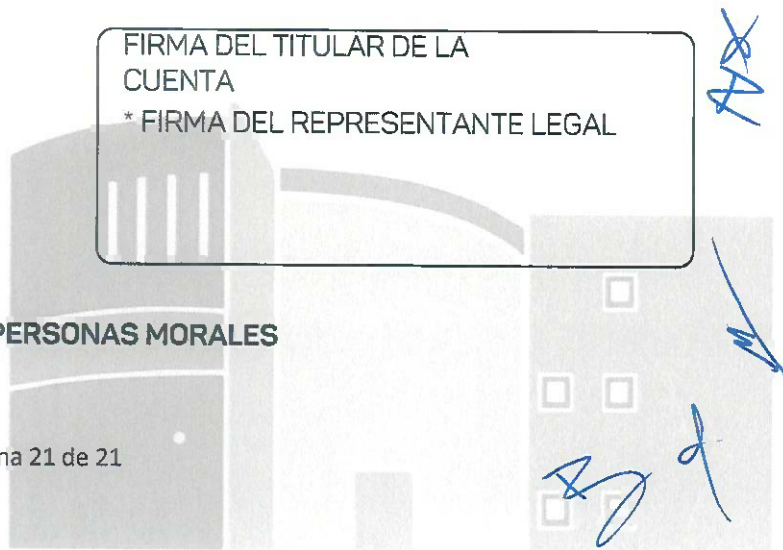 FIRMA DEL TITULAR DE LA
CUENTA
* FIRMA DEL REPRESENTANTE LEGAL
PERSONAS MORALES
na 21 de 21